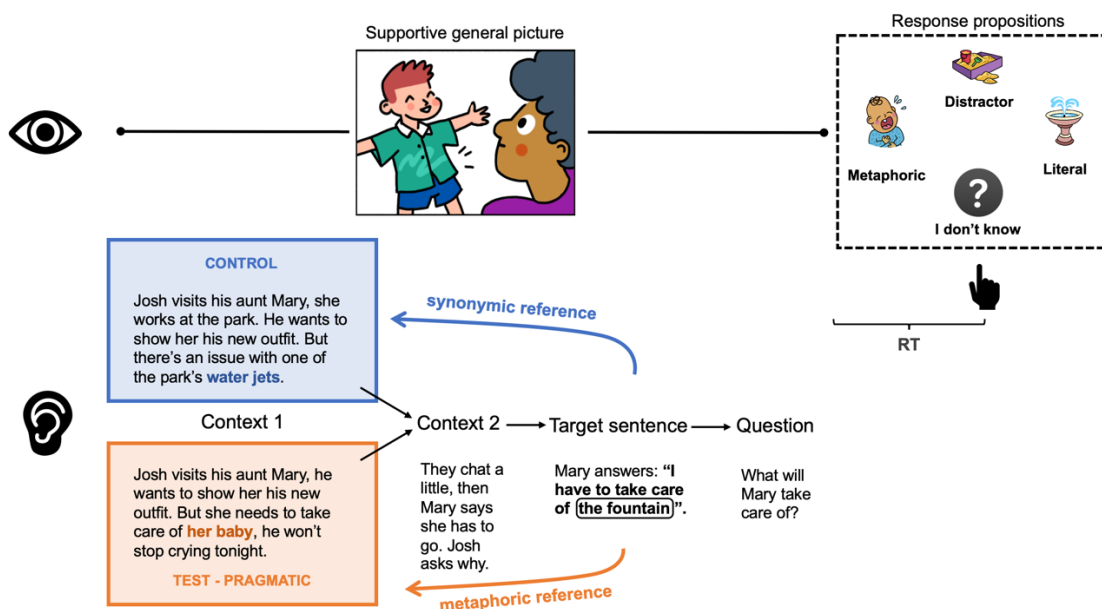 Supportive general picture
Response propositions
Distractor
Metaphoric
Literal
?
I don't know
RT
CONTROL
Josh visits his aunt Mary, she
works at the park. He wants to
show her his new outfit. But
there's an issue with one of
the park's water jets.
synonymic reference
Context 1
Context 2
Target sentence
Question
Josh visits his aunt Mary, he
wants to show her his new
outfit. But she needs to take
care of her baby, he won't
stop crying tonight.
TEST - PRAGMATIC
They chat a
little, then
Mary says
she has to
go. Josh
asks why.
Mary answers: “I
have to take care
of the fountain”.
What will
Mary take
care of?
metaphoric reference